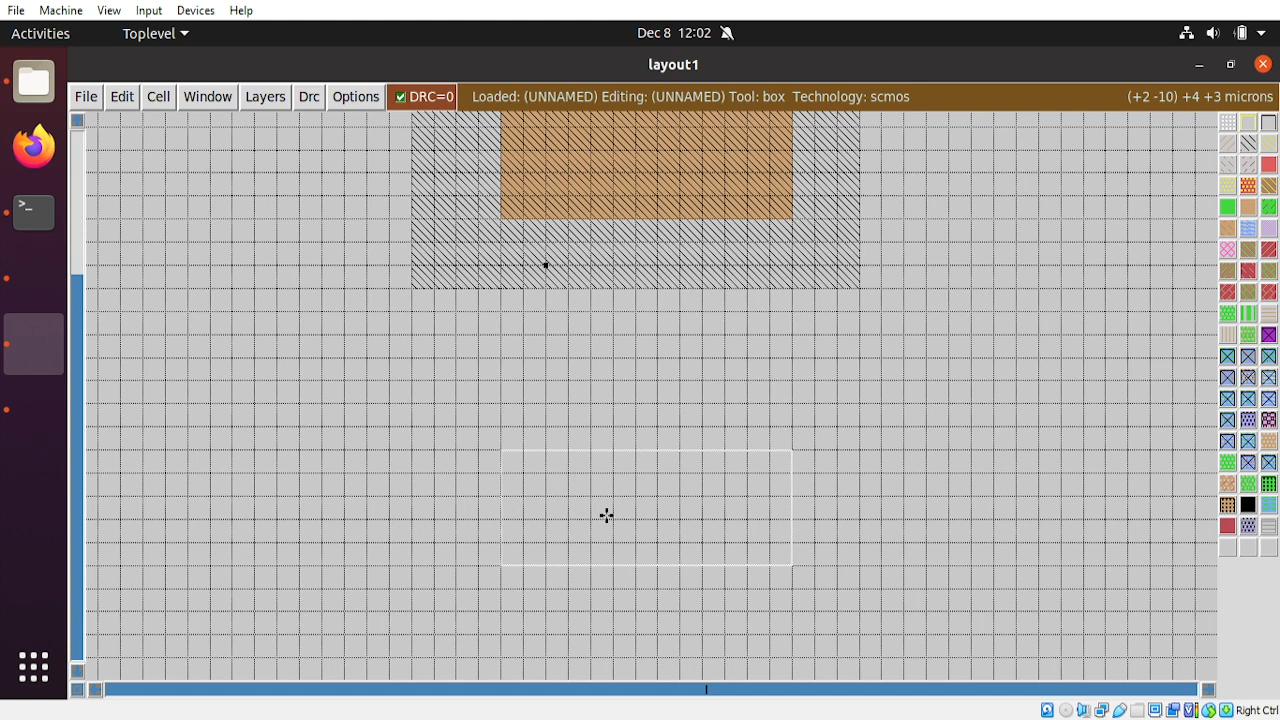 File Machine View Input Devices Help
Activities Toplevel Dec 8 12:02
layout1
File Edit Cell Window Layers Drc Options DRC=0 Loaded: (UNNAMED) Editing: (UNNAMED) Tool: box Technology: scmos (+2 -10) +4 +3 microns
Right Ctrl